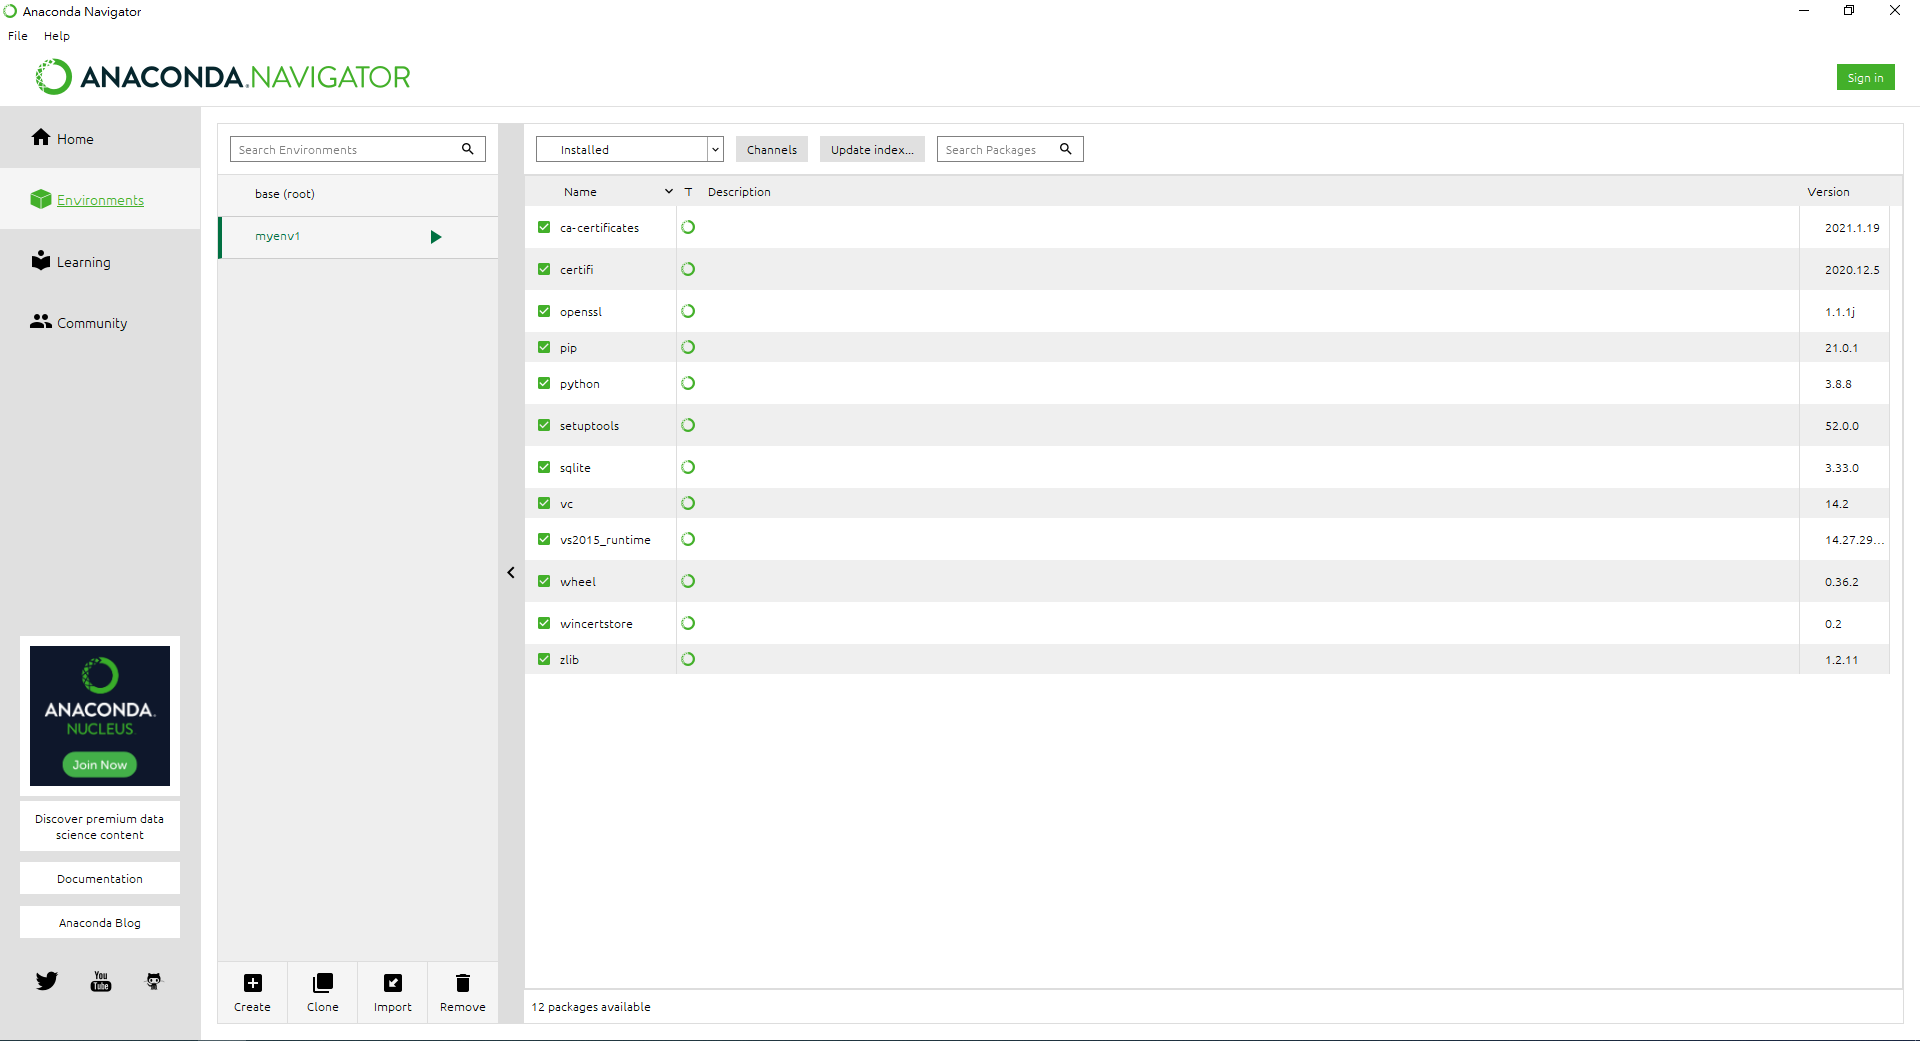 Anaconda Navigator
File Help
ANACONDA.NAVIGATOR
Sign in
Home
Environments
Learning
Community
ANACONDA.
NUCLEUS
Join Now
Discover premium data
science content
Documentation
Anaconda Blog
You
Tube
Search Environments
base (root)
myenv1
Create Clone Import Remove
Installed Channels Update index... Search Packages
Name T Description Version
ca-certificates 2021.1.19
certifi 2020.12.5
openssl 1.1.1j
pip 21.0.1
python 3.8.8
setuptools 52.0.0
sqlite 3.33.0
vc 14.2
vs2015_runtime 14.27.29...
wheel 0.36.2
wincertstore 0.2
zlib 1.2.11
12 packages available